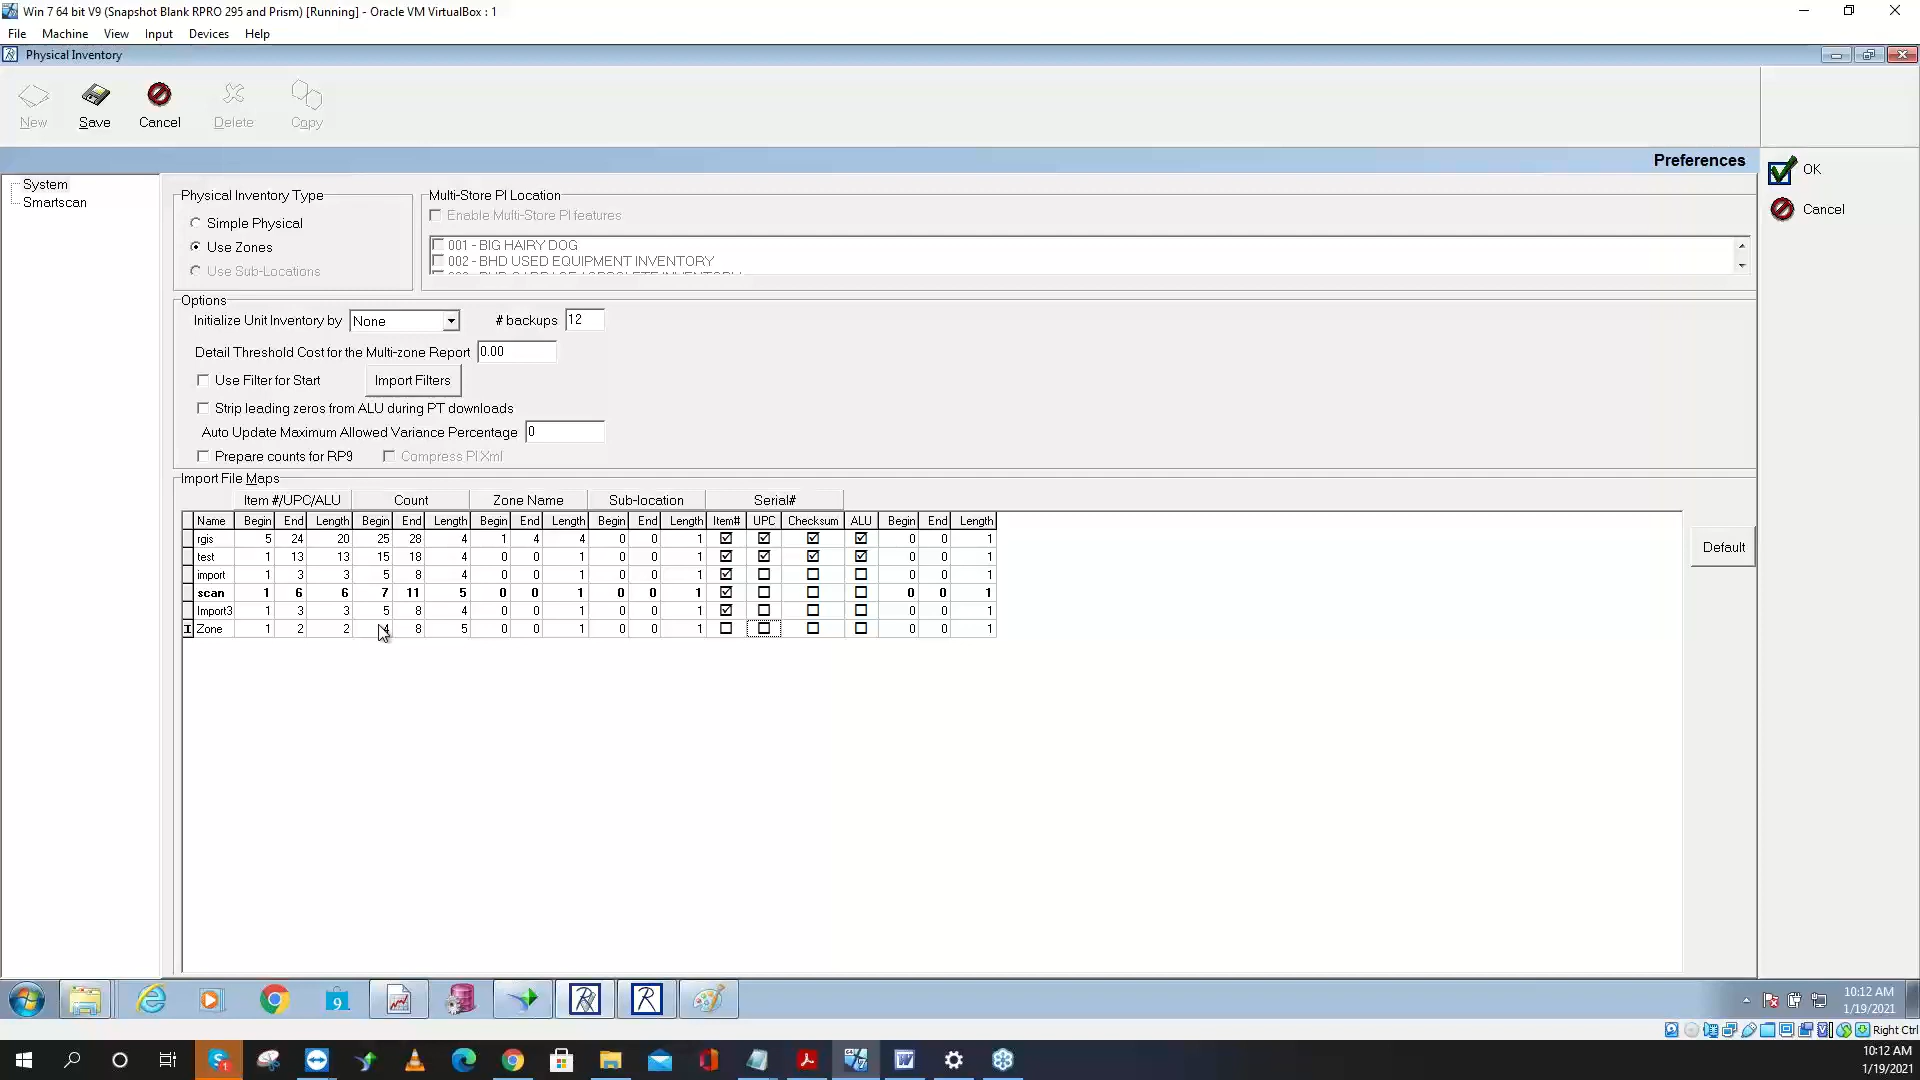 Win 7 64 bit V9 (Snapshot Blank RPRO 295 and Prism) [Running] - Oracle VM VirtualBox : 1
File Machine View Input Devices Help
Physical Inventory
New Save Cancel Delete Copy
Preferences
OK
Cancel
System
Smartscan
Physical Inventory Type
Simple Physical
Use Zones
Use Sub-Locations
Multi-Store PI Location
Enable Multi-Store PI features
001 - BIG HAIRY DOG
002 - BHD USED EQUIPMENT INVENTORY
Options
Initialize Unit Inventory by None # backups 12
Detail Threshold Cost for the Multi-zone Report 0.00
Use Filter for Start Import Filters
Strip leading zeros from ALU during PT downloads
Auto Update Maximum Allowed Variance Percentage 0
Prepare counts for RP9 Compress PI Xml
Import File Maps
Item #/UPC/ALU Count Zone Name Sub-location Serial#
Name Begin End Length Begin End Length Begin End Length Begin End Length Item# UPC Checksum ALU Begin End Length
rgis 5 24 20 25 28 4 1 4 4 0 0 1 0 0 1
test 1 13 13 15 18 4 0 0 1 0 0 1 0 0 1
import 1 3 3 5 8 4 0 0 1 0 0 1 0 0 1
scan 1 6 6 7 11 5 0 0 1 0 0 1 0 0 1
Import3 1 3 3 5 8 4 0 0 1 0 0 1 0 0 1
Zone 1 2 2 4 8 5 0 0 1 0 0 1 0 0 1
Default
10:12 AM
1/19/2021
Right Ctrl
10:12 AM
1/19/2021